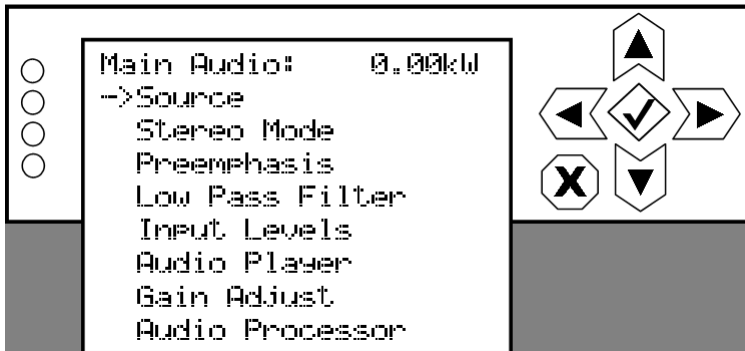 Main Audio: 0.00kW
->Source
Stereo Mode
Preemphasis
Low Pass Filter
Input Levels
Audio Player
Gain Adjust
Audio Processor
X